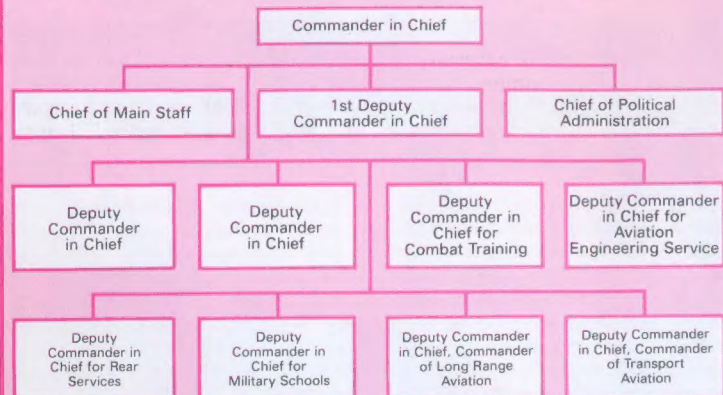 Commander in Chief
Chief of Main Staff
1st Deputy
Commander in Chief
Chief of Political
Administration
Deputy
Commander
in Chief
Deputy
Commander
in Chief
Deputy
Commander in
Chief for
Combat Training
Deputy Commander
in Chief for
Aviation
Engineering Service
Deputy
Commander in
Chief for Rear
Services
Deputy
Commander in
Chief for
Military Schools
Deputy Commander
in Chief, Commander
of Long Range
Aviation
Deputy Commander
in Chief, Commander
of Transport
Aviation